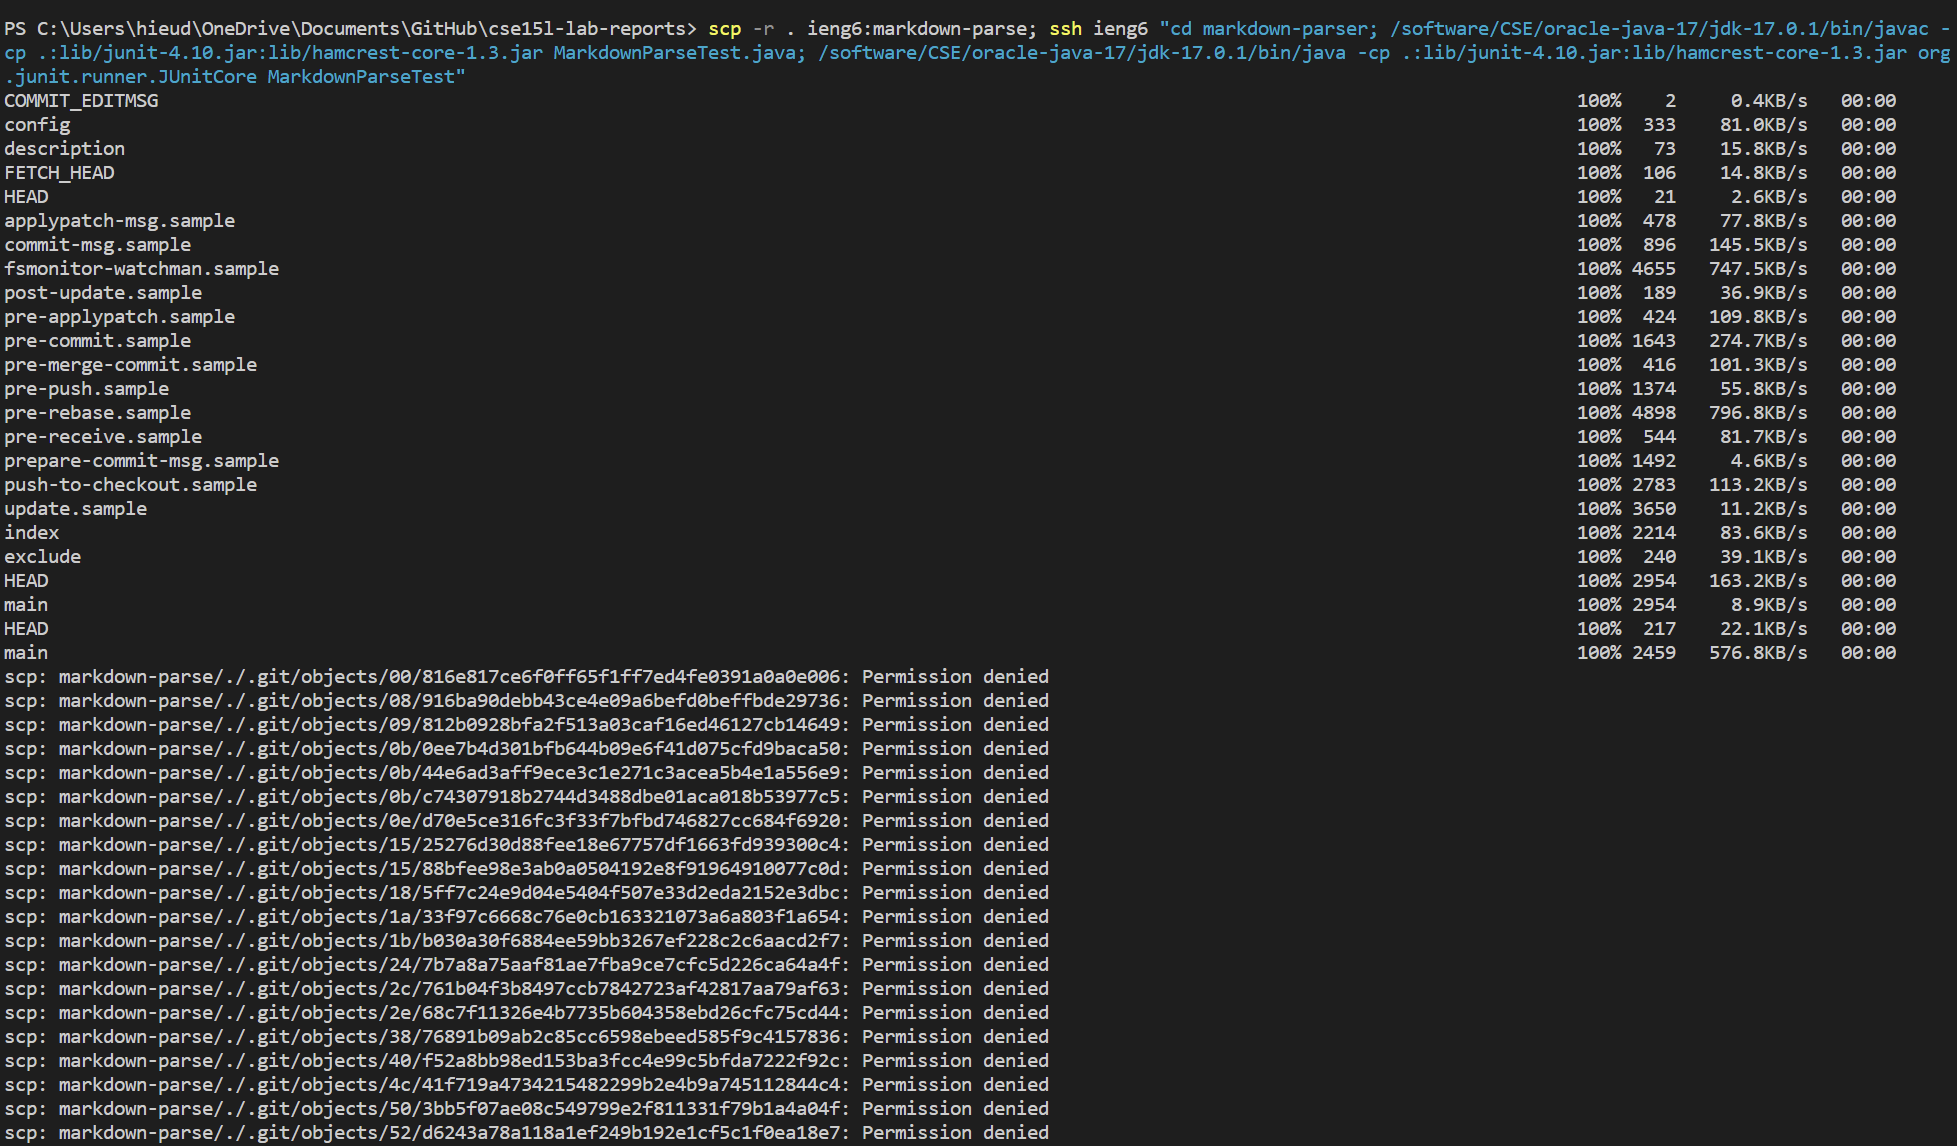 PS C:\Users\hieud\OneDrive\Documents\GitHub\cse15l-lab-reports> scp -r . ieng6:markdown-parse; ssh ieng6 "cd markdown-parser; /software/CSE/oracle-java-17/jdk-17.0.1/bin/javac -
cp .:lib/junit-4.10.jar:lib/hamcrest-core-1.3.jar MarkdownParseTest.java; /software/CSE/oracle-java-17/jdk-17.0.1/bin/java -cp .:lib/junit-4.10.jar:lib/hamcrest-core-1.3.jar org
.junit.runner.JUnitCore MarkdownParseTest"
COMMIT_EDITMSG 100% 2 0.4KB/s 00:00
config 100% 333 81.0KB/s 00:00
description 100% 73 15.8KB/s 00:00
FETCH_HEAD 100% 106 14.8KB/s 00:00
HEAD 100% 21 2.6KB/s 00:00
applypatch-msg.sample 100% 478 77.8KB/s 00:00
commit-msg.sample 100% 896 145.5KB/s 00:00
fsmonitor-watchman.sample 100% 4655 747.5KB/s 00:00
post-update.sample 100% 189 36.9KB/s 00:00
pre-applypatch.sample 100% 424 109.8KB/s 00:00
pre-commit.sample 100% 1643 274.7KB/s 00:00
pre-merge-commit.sample 100% 416 101.3KB/s 00:00
pre-push.sample 100% 1374 55.8KB/s 00:00
pre-rebase.sample 100% 4898 796.8KB/s 00:00
pre-receive.sample 100% 544 81.7KB/s 00:00
prepare-commit-msg.sample 100% 1492 4.6KB/s 00:00
push-to-checkout.sample 100% 2783 113.2KB/s 00:00
update.sample 100% 3650 11.2KB/s 00:00
index 100% 2214 83.6KB/s 00:00
exclude 100% 240 39.1KB/s 00:00
HEAD 100% 2954 163.2KB/s 00:00
main 100% 2954 8.9KB/s 00:00
HEAD 100% 217 22.1KB/s 00:00
main 100% 2459 576.8KB/s 00:00
scp: markdown-parse/./.git/objects/00/816e817ce6f0ff65f1ff7ed4fe0391a0a0e006: Permission denied
scp: markdown-parse/./.git/objects/08/916ba90debb43ce4e09a6befd0beffbde29736: Permission denied
scp: markdown-parse/./.git/objects/09/812b0928bfa2f513a03caf16ed46127cb14649: Permission denied
scp: markdown-parse/./.git/objects/0b/0ee7b4d301bfb644b09e6f41d075cfd9baca50: Permission denied
scp: markdown-parse/./.git/objects/0b/44e6ad3aff9ece3c1e271c3acea5b4e1a556e9: Permission denied
scp: markdown-parse/./.git/objects/0b/c74307918b2744d3488dbe01aca018b53977c5: Permission denied
scp: markdown-parse/./.git/objects/0e/d70e5ce316fc3f33f7bfbd746827cc684f6920: Permission denied
scp: markdown-parse/./.git/objects/15/25276d30d88fee18e67757df1663fd939300c4: Permission denied
scp: markdown-parse/./.git/objects/15/88bfee98e3ab0a0504192e8f91964910077c0d: Permission denied
scp: markdown-parse/./.git/objects/18/5ff7c24e9d04e5404f507e33d2eda2152e3dbc: Permission denied
scp: markdown-parse/./.git/objects/1a/33f97c6668c76e0cb163321073a6a803f1a654: Permission denied
scp: markdown-parse/./.git/objects/1b/b030a30f6884ee59bb3267ef228c2c6aacd2f7: Permission denied
scp: markdown-parse/./.git/objects/24/7b7a8a75aaf81ae7fba9ce7cfc5d226ca64a4f: Permission denied
scp: markdown-parse/./.git/objects/2c/761b04f3b8497ccb7842723af42817aa79af63: Permission denied
scp: markdown-parse/./.git/objects/2e/68c7f11326e4b7735b604358ebd26cfc75cd44: Permission denied
scp: markdown-parse/./.git/objects/38/76891b09ab2c85cc6598ebeed585f9c4157836: Permission denied
scp: markdown-parse/./.git/objects/40/f52a8bb98ed153ba3fcc4e99c5bfda7222f92c: Permission denied
scp: markdown-parse/./.git/objects/4c/41f719a4734215482299b2e4b9a745112844c4: Permission denied
scp: markdown-parse/./.git/objects/50/3bb5f07ae08c549799e2f811331f79b1a4a04f: Permission denied
scp: markdown-parse/./.git/objects/52/d6243a78a118a1ef249b192e1cf5c1f0ea18e7: Permission denied